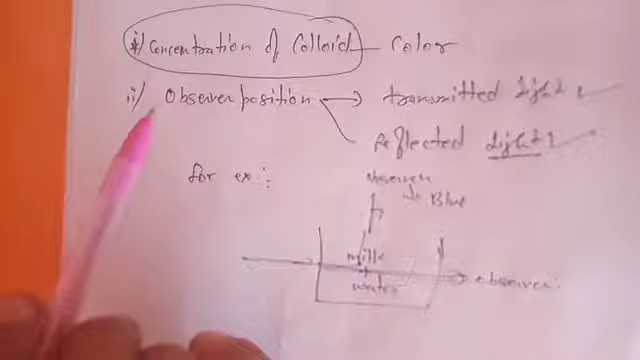 i) Concentration of Colloid — Color
ii) Observer position → transmitted light
Reflected light
for ex:
observer
Blue
milk
water
observer